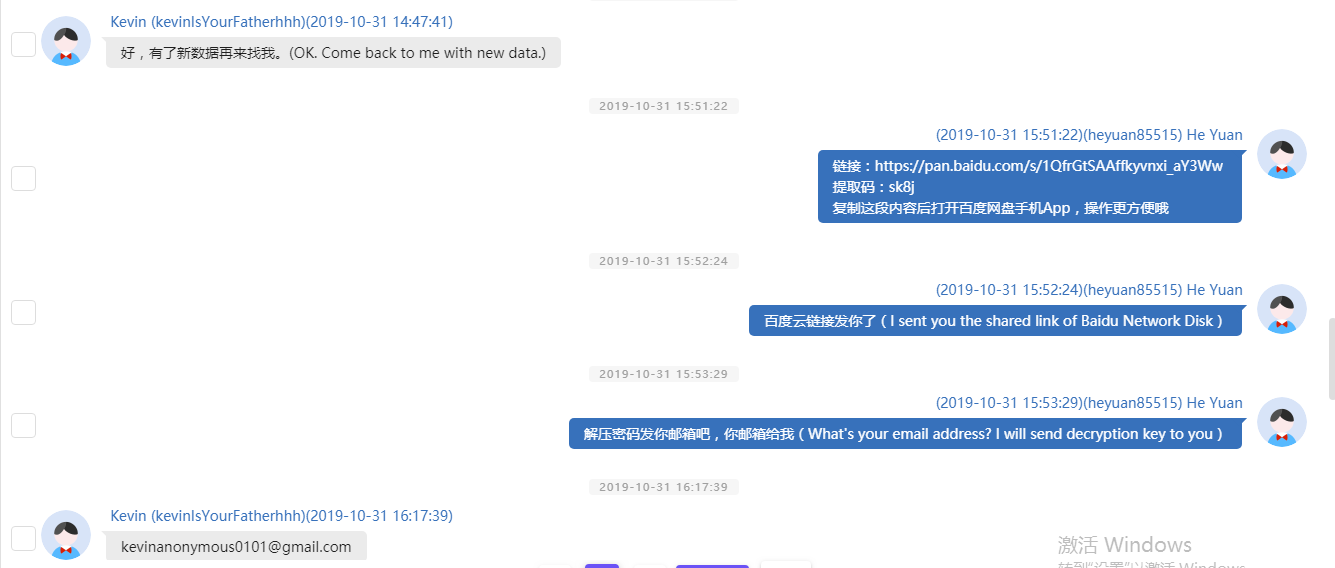 Kevin (kevinIsYourFatherhhh)(2019-10-31 14:47:41)
好，有了新数据再来找我。(OK. Come back to me with new data.)
2019-10-31 15:51:22
(2019-10-31 15:51:22)(heyuan85515) He Yuan
链接：https://pan.baidu.com/s/1QfrGtSAAffkyvnxi_aY3Ww
提取码：sk8j
复制这段内容后打开百度网盘手机App，操作更方便哦
2019-10-31 15:52:24
(2019-10-31 15:52:24)(heyuan85515) He Yuan
百度云链接发你了（I sent you the shared link of Baidu Network Disk）
2019-10-31 15:53:29
(2019-10-31 15:53:29)(heyuan85515) He Yuan
解压密码发你邮箱吧，你邮箱给我（What's your email address? I will send decryption key to you）
2019-10-31 16:17:39
Kevin (kevinIsYourFatherhhh)(2019-10-31 16:17:39)
kevinanonymous0101@gmail.com
激活 Windows
转到"设置"以激活 Windows